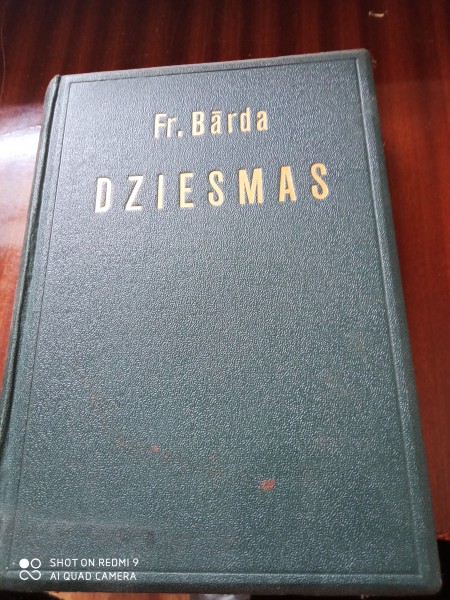 Fr. Bārda
DZIESMAS
SHOT ON REDMI 9
AI QUAD CAMERA